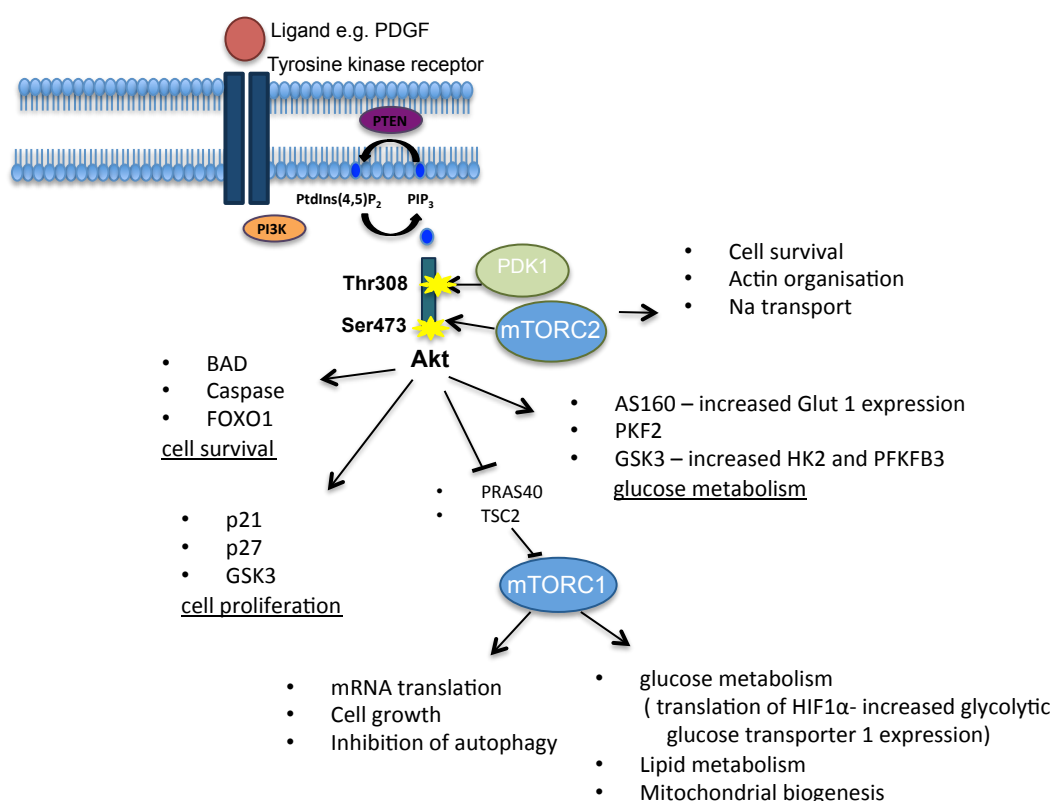 Ligand e.g. PDGF
Tyrosine kinase receptor
PTEN
PtdIns(4,5)P₂ PIP₃
PI3K
Thr308
PDK1
Ser473
mTORC2
• Cell survival
• Actin organisation
• Na transport
Akt
• BAD
• Caspase
• FOXO1
cell survival
• AS160 – increased Glut 1 expression
• PKF2
• GSK3 – increased HK2 and PFKFB3
glucose metabolism
• PRAS40
• TSC2
• p21
• p27
• GSK3
cell proliferation
mTORC1
• mRNA translation
• Cell growth
• Inhibition of autophagy
• glucose metabolism
( translation of HIF1α- increased glycolytic
glucose transporter 1 expression)
• Lipid metabolism
• Mitochondrial biogenesis